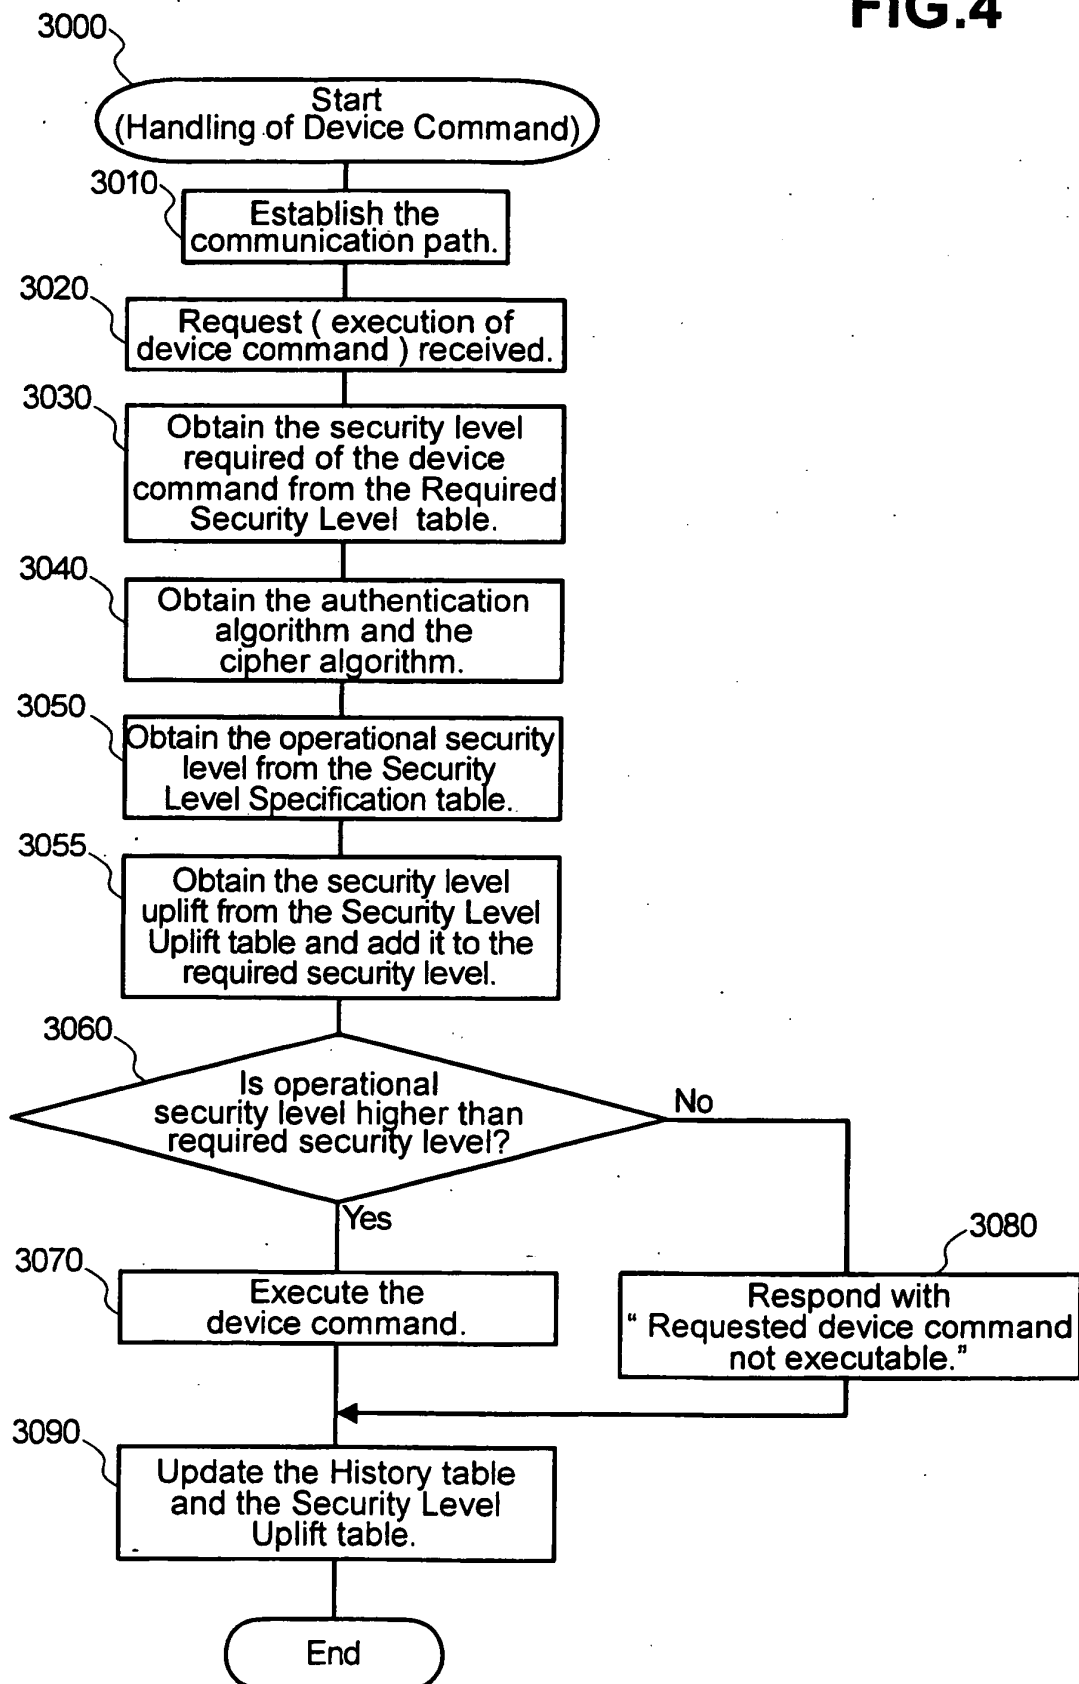 FIG.4
3000
Start
(Handling of Device Command)
3010
Establish the
communication path.
3020
Request ( execution of
device command ) received.
3030
Obtain the security level
required of the device
command from the Required
Security Level table.
3040
Obtain the authentication
algorithm and the
cipher algorithm.
3050
Obtain the operational security
level from the Security
Level Specification table.
3055
Obtain the security level
uplift from the Security Level
Uplift table and add it to the
required security level.
3060
Is operational
security level higher than
required security level?
No
Yes
3070
Execute the
device command.
3080
Respond with
“ Requested device command
not executable.”
3090
Update the History table
and the Security Level
Uplift table.
End